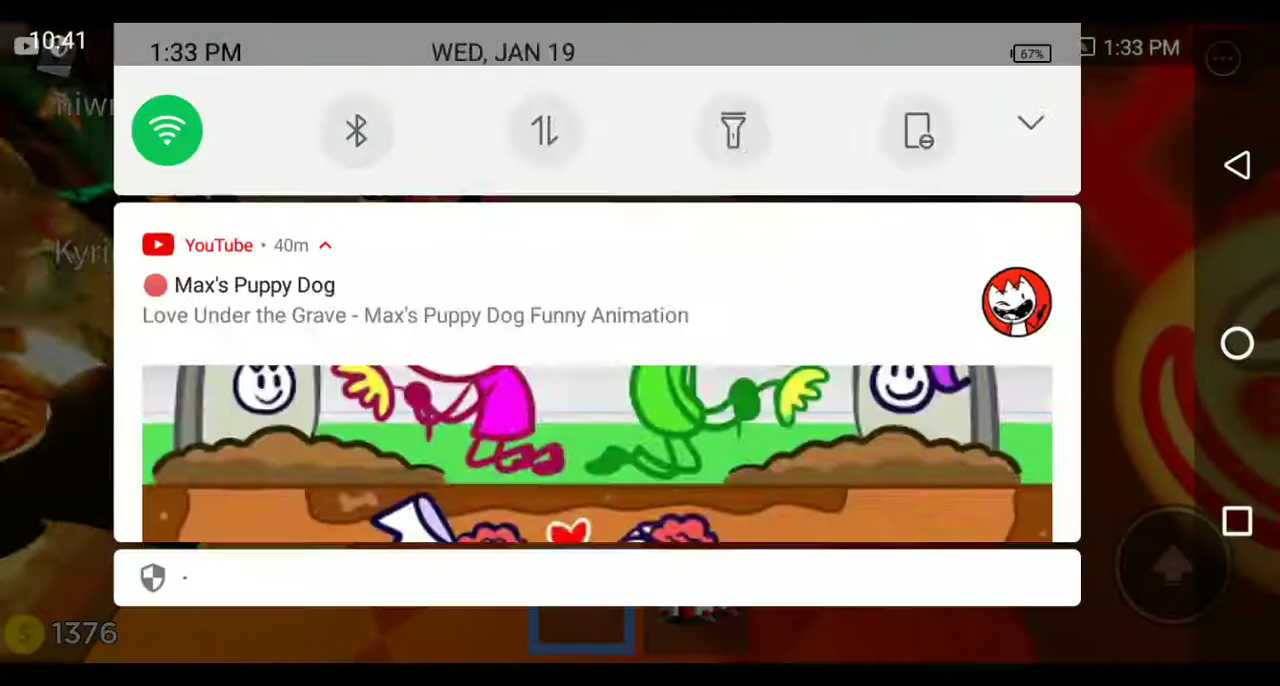 10:41
1:33 PM
WED, JAN 19
67%
1:33 PM
YouTube • 40m
Max's Puppy Dog
Love Under the Grave - Max's Puppy Dog Funny Animation
1376